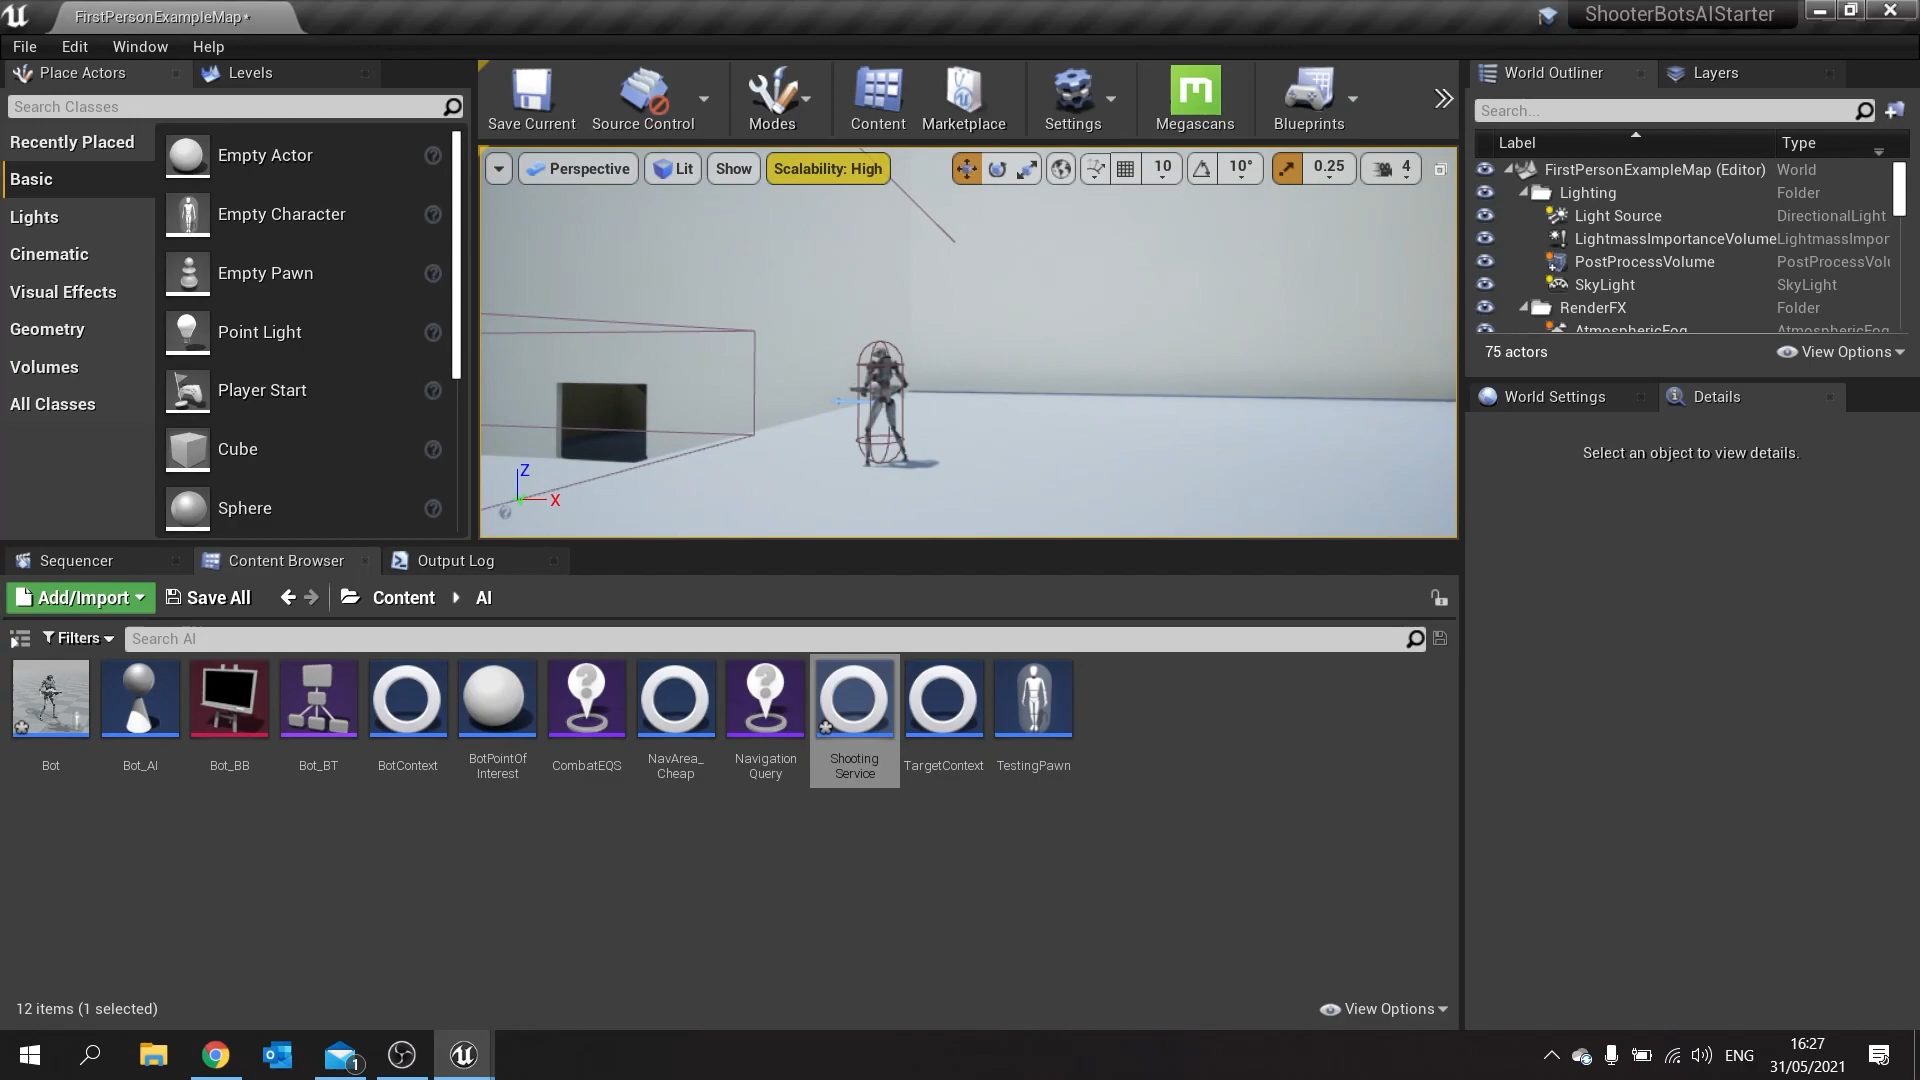 FirstPersonExampleMap*
ShooterBotsAIStarter
File
Edit
Window
Help
Place Actors
Levels
Search Classes
Recently Placed
Basic
Lights
Cinematic
Visual Effects
Geometry
Volumes
All Classes
Empty Actor
Empty Character
Empty Pawn
Point Light
Player Start
Cube
Sphere
Save Current
Source Control
Modes
Content
Marketplace
Settings
Megascans
Blueprints
Perspective
Lit
Show
Scalability: High
10
10°
0.25
4
Z
X
World Outliner
Layers
Search...
Label
Type
FirstPersonExampleMap (Editor)
World
Lighting
Folder
Light Source
DirectionalLight
LightmassImportanceVolume
LightmassImpor
PostProcessVolume
PostProcessVolu
SkyLight
SkyLight
RenderFX
Folder
AtmosphericFog
AtmosphericFog
75 actors
View Options
World Settings
Details
Select an object to view details.
Sequencer
Content Browser
Output Log
Add/Import
Save All
Content
AI
Filters
Search AI
Bot
Bot_AI
Bot_BB
Bot_BT
BotContext
BotPointOf
Interest
CombatEQS
NavArea_
Cheap
Navigation
Query
Shooting
Service
TargetContext
TestingPawn
12 items (1 selected)
View Options
1
ENG
16:27
31/05/2021